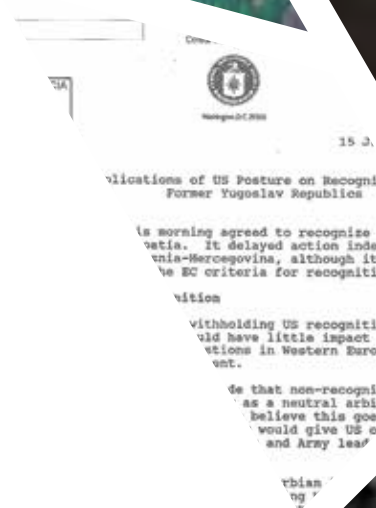 CIA
Washington, D.C. 20505
15 J
plications of US Posture on Recogni
Former Yugoslav Republics
is morning agreed to recognize
oatia. It delayed action inde
nia-Hercegovina, although it
he EC criteria for recogniti
nition
withholding US recogniti
uld have little impact
ations in Western Euro
ent.
de that non-recogni
as a neutral arbi
believe this goe
would give US o
and Army lead
rbian
ng